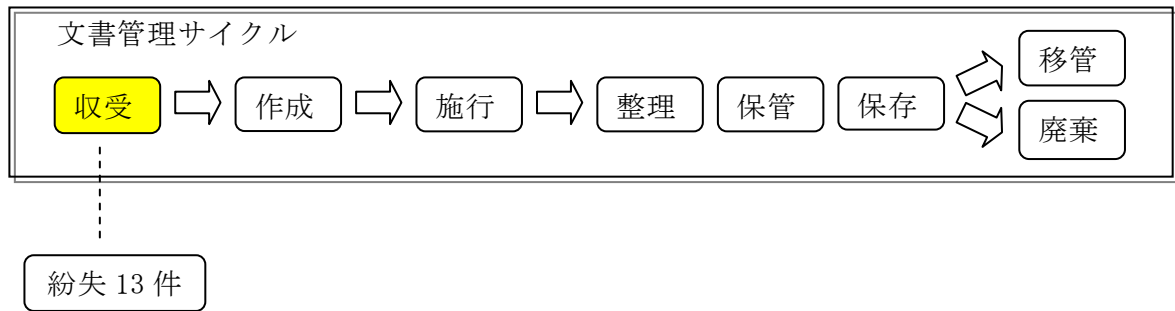 文書管理サイクル
収受
作成
施行
整理
保管
保存
移管
廃棄
紛失 13 件